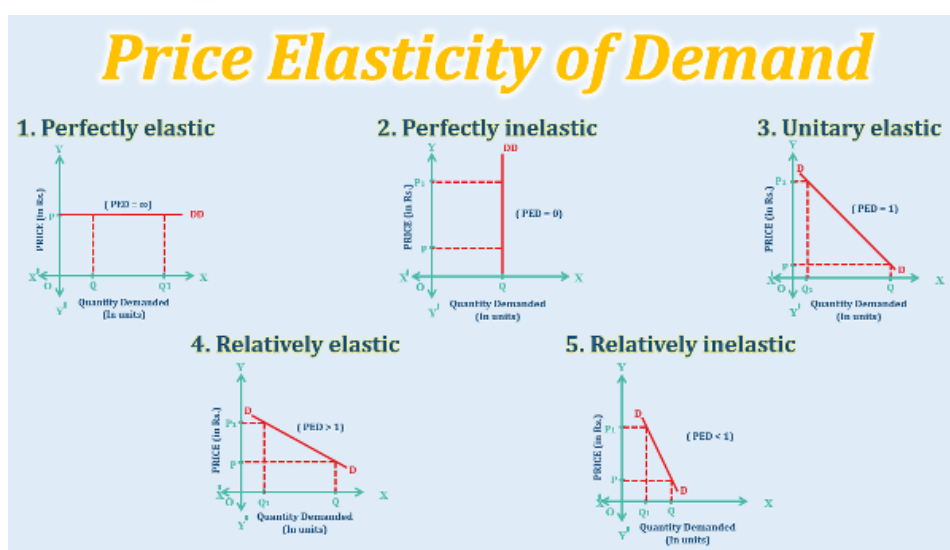 Price Elasticity of Demand
1. Perfectly elastic
Y
PRICE (in Rs.)
( PED = ∞)
P
DD
X'
O
Q
Q1
X
Y'
Quantity Demanded
(In units)
2. Perfectly inelastic
Y
DD
PRICE (in Rs.)
P1
( PED = 0)
P
X'
O
Q
X
Y'
Quantity Demanded
(In units)
3. Unitary elastic
Y
D
PRICE (in Rs.)
P1
( PED = 1)
P
D
X'
O
Q1
Q
X
Y'
Quantity Demanded
(In units)
4. Relatively elastic
Y
D
PRICE (in Rs.)
P1
( PED > 1)
P
D
X'
O
Q1
Q
X
Y'
Quantity Demanded
(In units)
5. Relatively inelastic
Y
D
PRICE (in Rs.)
P1
( PED < 1)
P
D
X'
O
Q1
Q
X
Y'
Quantity Demanded
(In units)